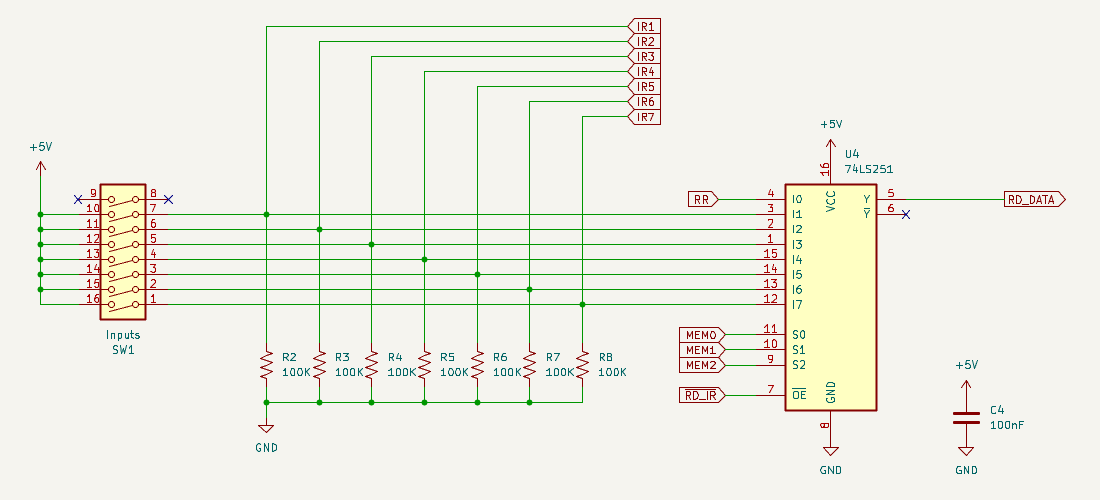 IR1
IR2
IR3
IR4
IR5
IR6
IR7
+5V
9 8
10 7
11 6
12 5
13 4
14 3
15 2
16 1
Inputs
SW1
R2
100K
R3
100K
R4
100K
R5
100K
R6
100K
R7
100K
R8
100K
GND
+5V
U4
74LS251
16
VCC
RR 4 I0 Y 5 RD_DATA
3 I1 Y 6
2 I2
1 I3
15 I4
14 I5
13 I6
12 I7
MEM0 11 S0
MEM1 10 S1
MEM2 9 S2
RD_IR 7 OE
GND
8
GND
+5V
C4
100nF
GND